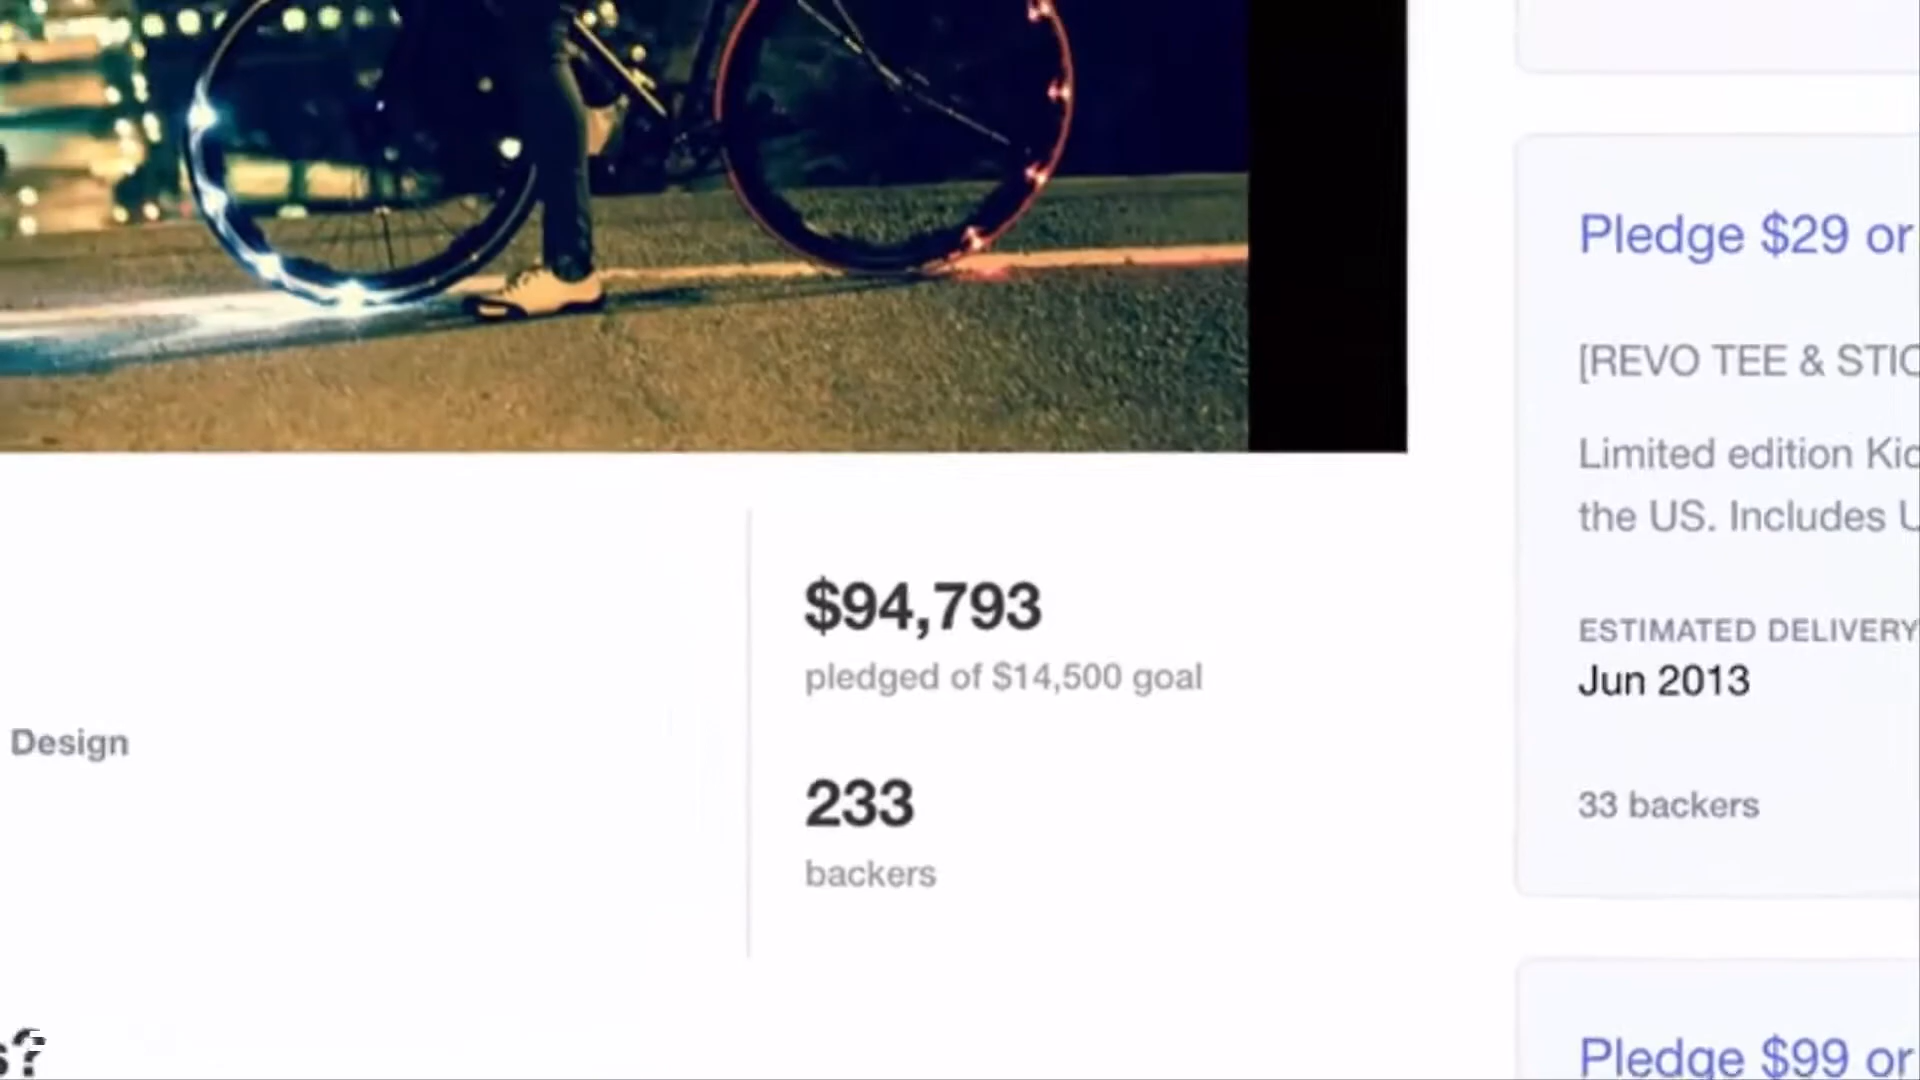 Design
s?
$94,793
pledged of $14,500 goal
233
backers
Pledge $29 or
[REVO TEE & STIC
Limited edition Kic
the US. Includes U
ESTIMATED DELIVERY
Jun 2013
33 backers
Pledge $99 or